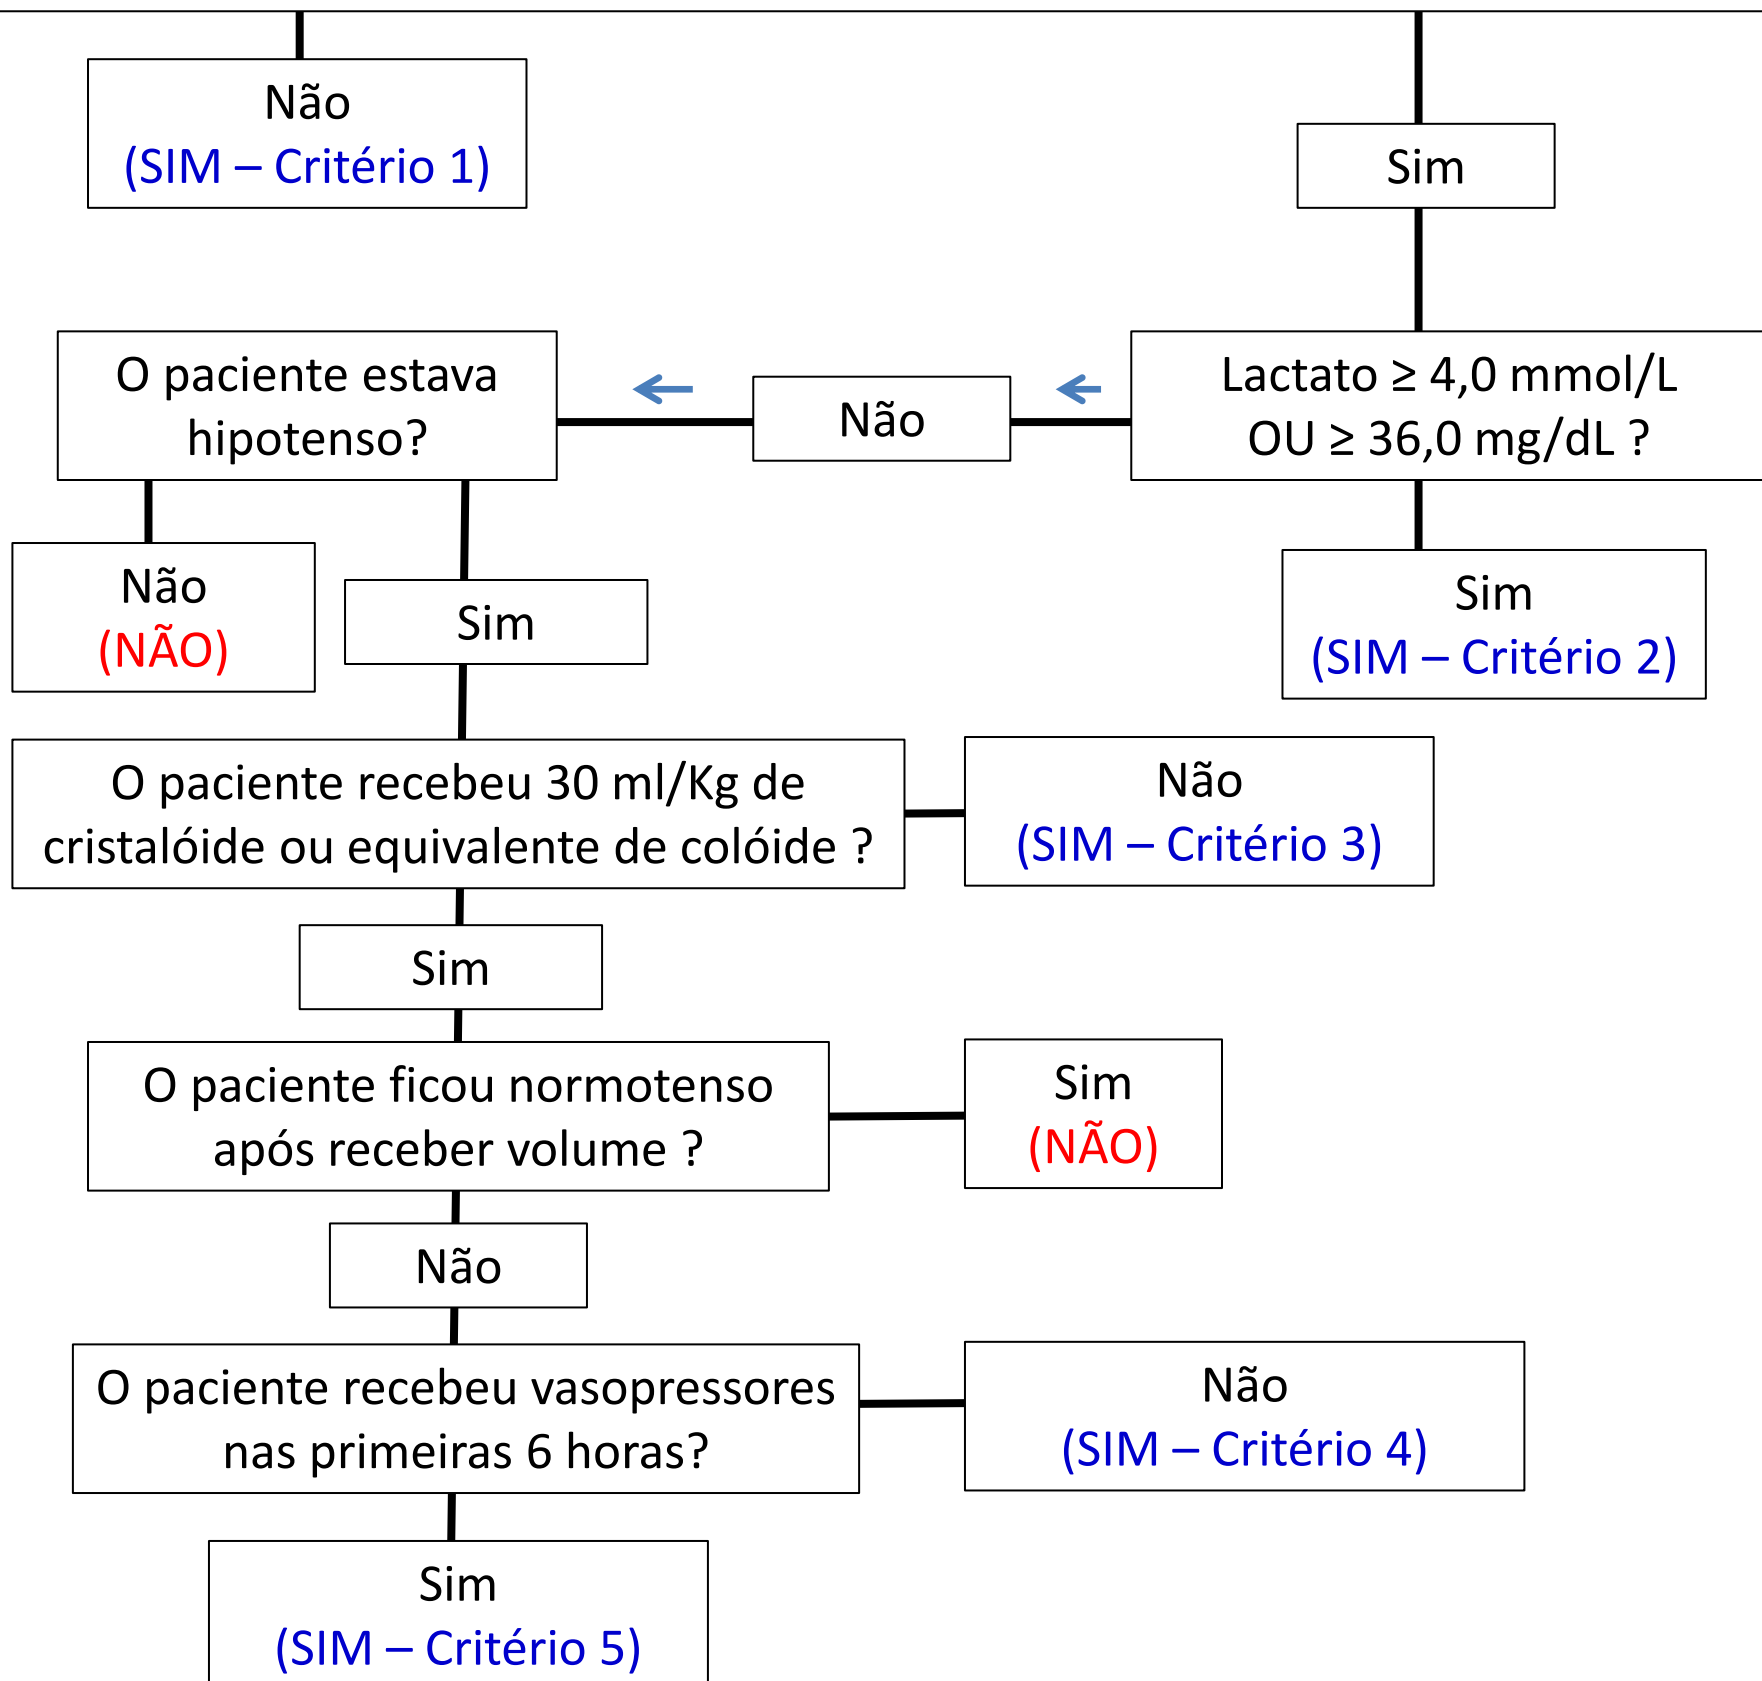 Não
(SIM – Critério 1)
Sim
O paciente estava
hipotenso?
Não
Lactato ≥ 4,0 mmol/L
OU ≥ 36,0 mg/dL ?
Não
(NÃO)
Sim
Sim
(SIM – Critério 2)
O paciente recebeu 30 ml/Kg de
cristalóide ou equivalente de colóide ?
Não
(SIM – Critério 3)
Sim
O paciente ficou normotenso
após receber volume ?
Sim
(NÃO)
Não
O paciente recebeu vasopressores
nas primeiras 6 horas?
Não
(SIM – Critério 4)
Sim
(SIM – Critério 5)